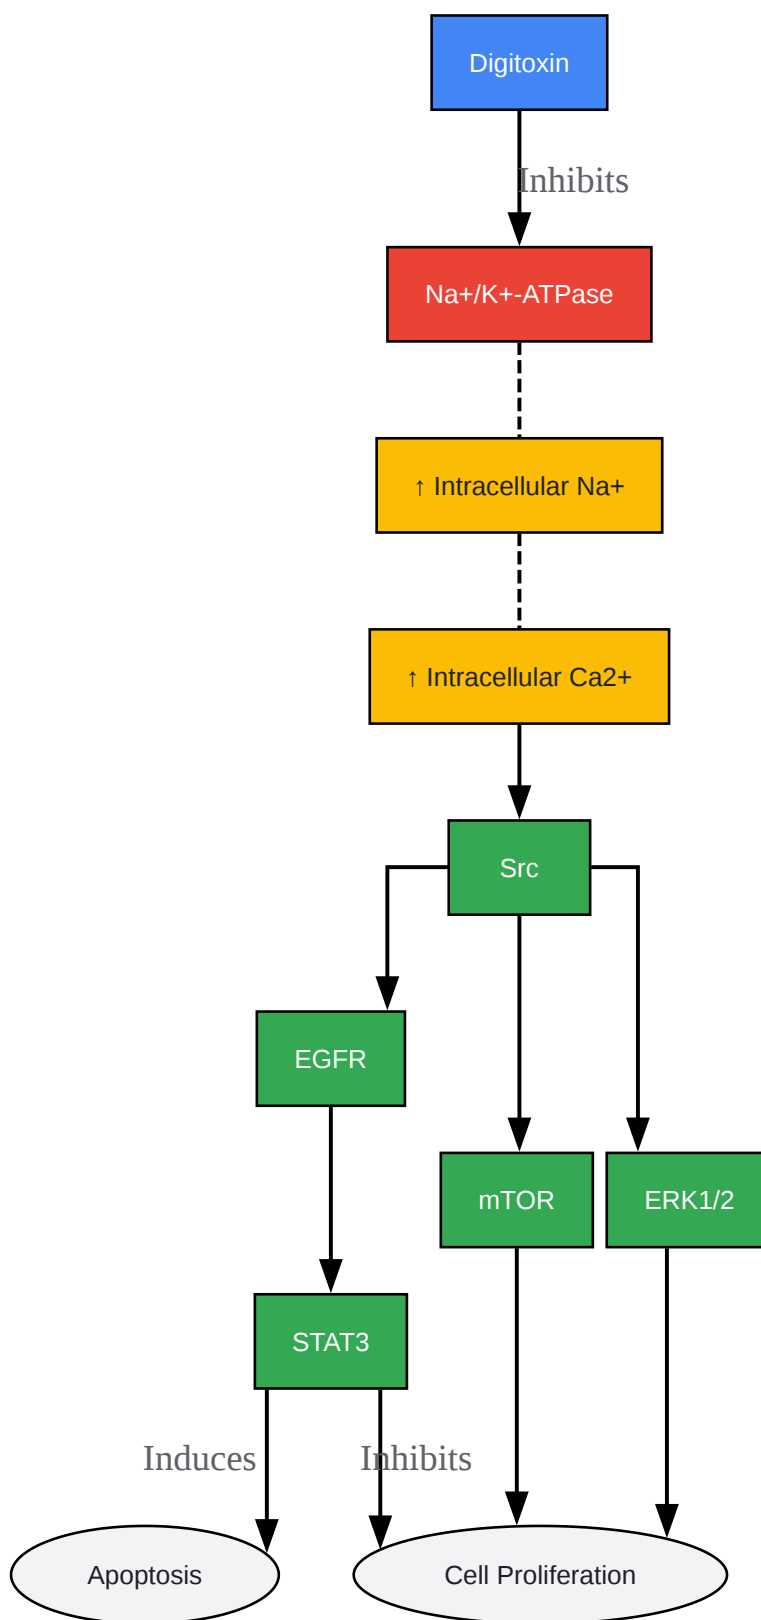 Digitoxin
Inhibits
Na+/K+-ATPase
↑ Intracellular Na+
↑ Intracellular Ca2+
Src
EGFR
mTOR
ERK1/2
STAT3
Induces
Inhibits
Apoptosis
Cell Proliferation